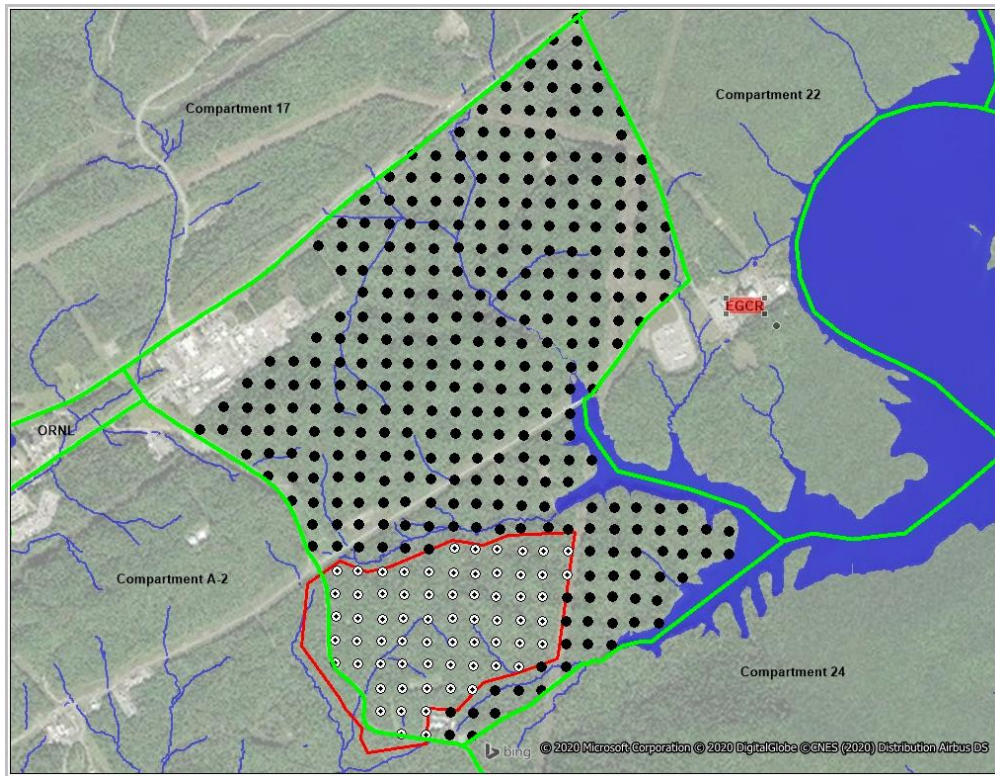 Compartment 17
Compartment 22
EGCR
ORNL
Compartment A-2
Compartment 24
bing
© 2020 Microsoft Corporation © 2020 DigitalGlobe ©CNES (2020) Distribution Airbus DS